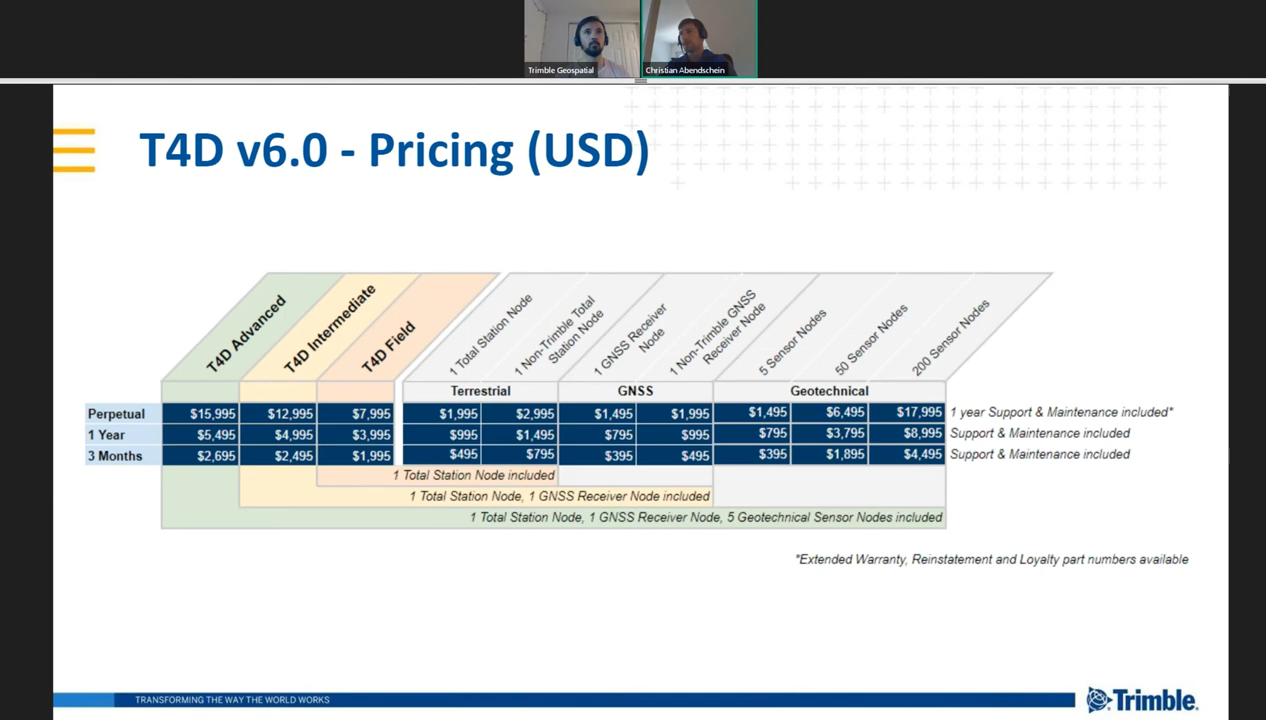 Trimble Geospatial
Christian Abendschein
T4D v6.0 - Pricing (USD)
T4D Advanced
T4D Intermediate
T4D Field
1 Total Station Node
1 Non-Trimble Total
Station Node
1 GNSS Receiver
Node
1 Non-Trimble GNSS
Receiver Node
5 Sensor Nodes
50 Sensor Nodes
200 Sensor Nodes
Terrestrial GNSS Geotechnical
Perpetual $15,995 $12,995 $7,995 $1,995 $2,995 $1,495 $1,995 $1,495 $6,495 $17,995 1 year Support & Maintenance included*
1 Year $5,495 $4,995 $3,995 $995 $1,495 $795 $995 $795 $3,795 $8,995 Support & Maintenance included
3 Months $2,695 $2,495 $1,995 $495 $795 $395 $495 $395 $1,895 $4,495 Support & Maintenance included
1 Total Station Node included
1 Total Station Node, 1 GNSS Receiver Node included
1 Total Station Node, 1 GNSS Receiver Node, 5 Geotechnical Sensor Nodes included
*Extended Warranty, Reinstatement and Loyalty part numbers available
TRANSFORMING THE WAY THE WORLD WORKS
Trimble